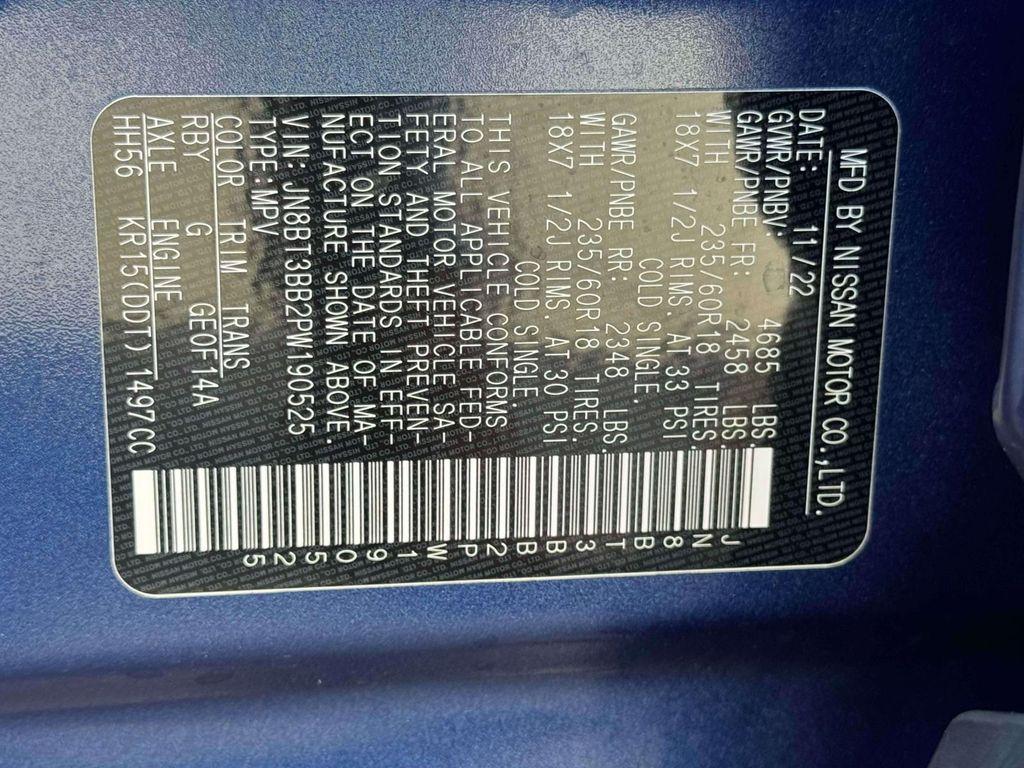 MFD BY NISSAN MOTOR CO.,LTD.
DATE: 11/22
GVWR/PNBV: 4685 LBS.
GAWR/PNBE FR: 2458 LBS.
WITH 235/60R18 TIRES,
18X7 1/2J RIMS. AT 33 PSI
COLD SINGLE.
GAWR/PNBE RR: 2348 LBS.
WITH 235/60R18 TIRES,
18X7 1/2J RIMS. AT 30 PSI
COLD SINGLE.
THIS VEHICLE CONFORMS
TO ALL APPLICABLE FED-
ERAL MOTOR VEHICLE SA-
FETY AND THEFT PREVEN-
TION STANDARDS IN EFF-
ECT ON THE DATE OF MA-
NUFACTURE SHOWN ABOVE.
VIN: JN8BT3BB2PW190525
TYPE: MPV
COLOR TRIM TRANS
RBY G GE0F14A
AXLE ENGINE
HH56 KR15(DDT) 1497CC
JN8BT3BB2PW190525